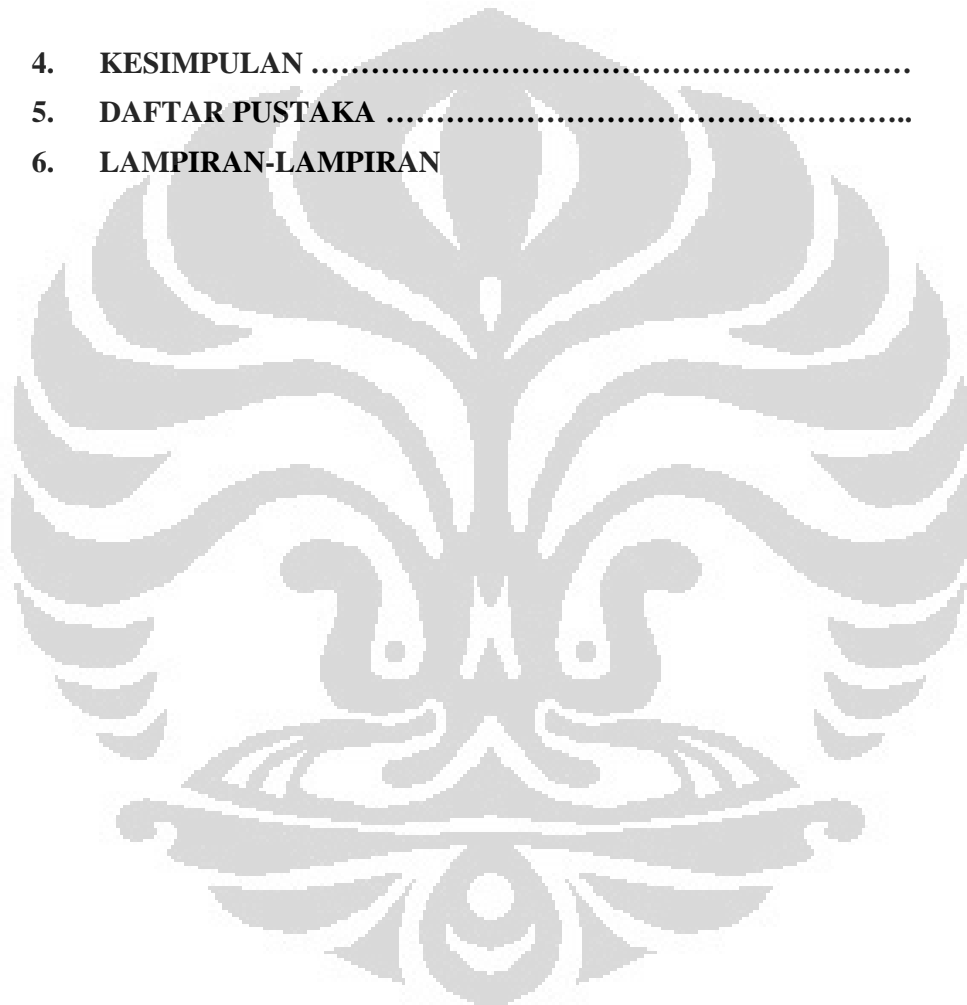 4. KESIMPULAN ……………………………………………………
5. DAFTAR PUSTAKA ……………………………………………..
6. LAMPIRAN-LAMPIRAN